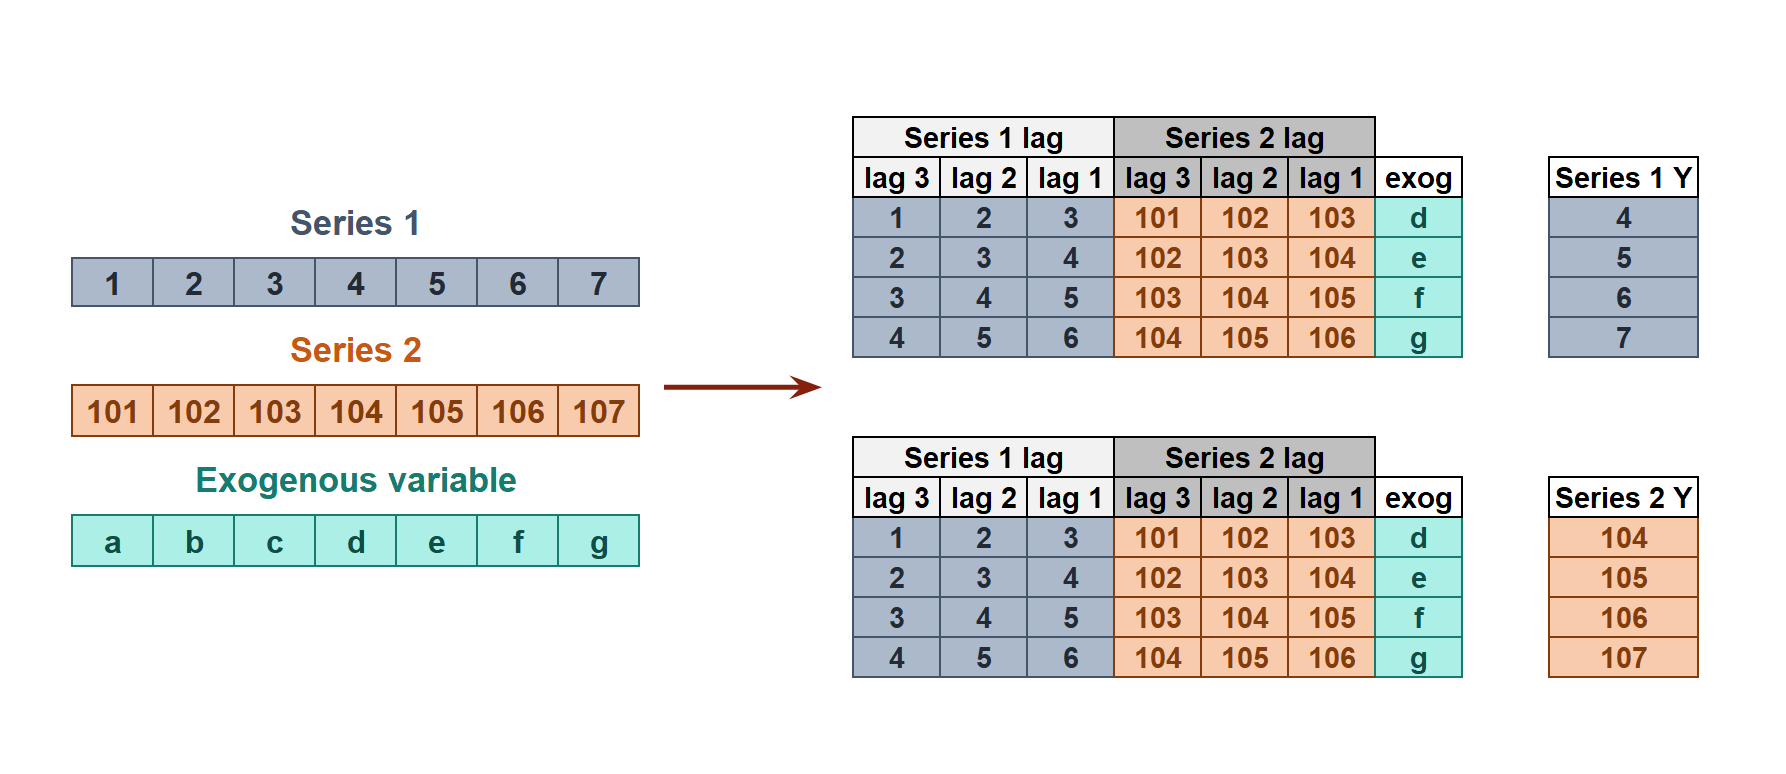 Series 1
1 2 3 4 5 6 7
Series 2
101 102 103 104 105 106 107
Exogenous variable
a b c d e f g
Series 1 lag Series 2 lag
lag 3 lag 2 lag 1 lag 3 lag 2 lag 1 exog
1 2 3 101 102 103 d
2 3 4 102 103 104 e
3 4 5 103 104 105 f
4 5 6 104 105 106 g
Series 1 Y
4
5
6
7
Series 1 lag Series 2 lag
lag 3 lag 2 lag 1 lag 3 lag 2 lag 1 exog
1 2 3 101 102 103 d
2 3 4 102 103 104 e
3 4 5 103 104 105 f
4 5 6 104 105 106 g
Series 2 Y
104
105
106
107